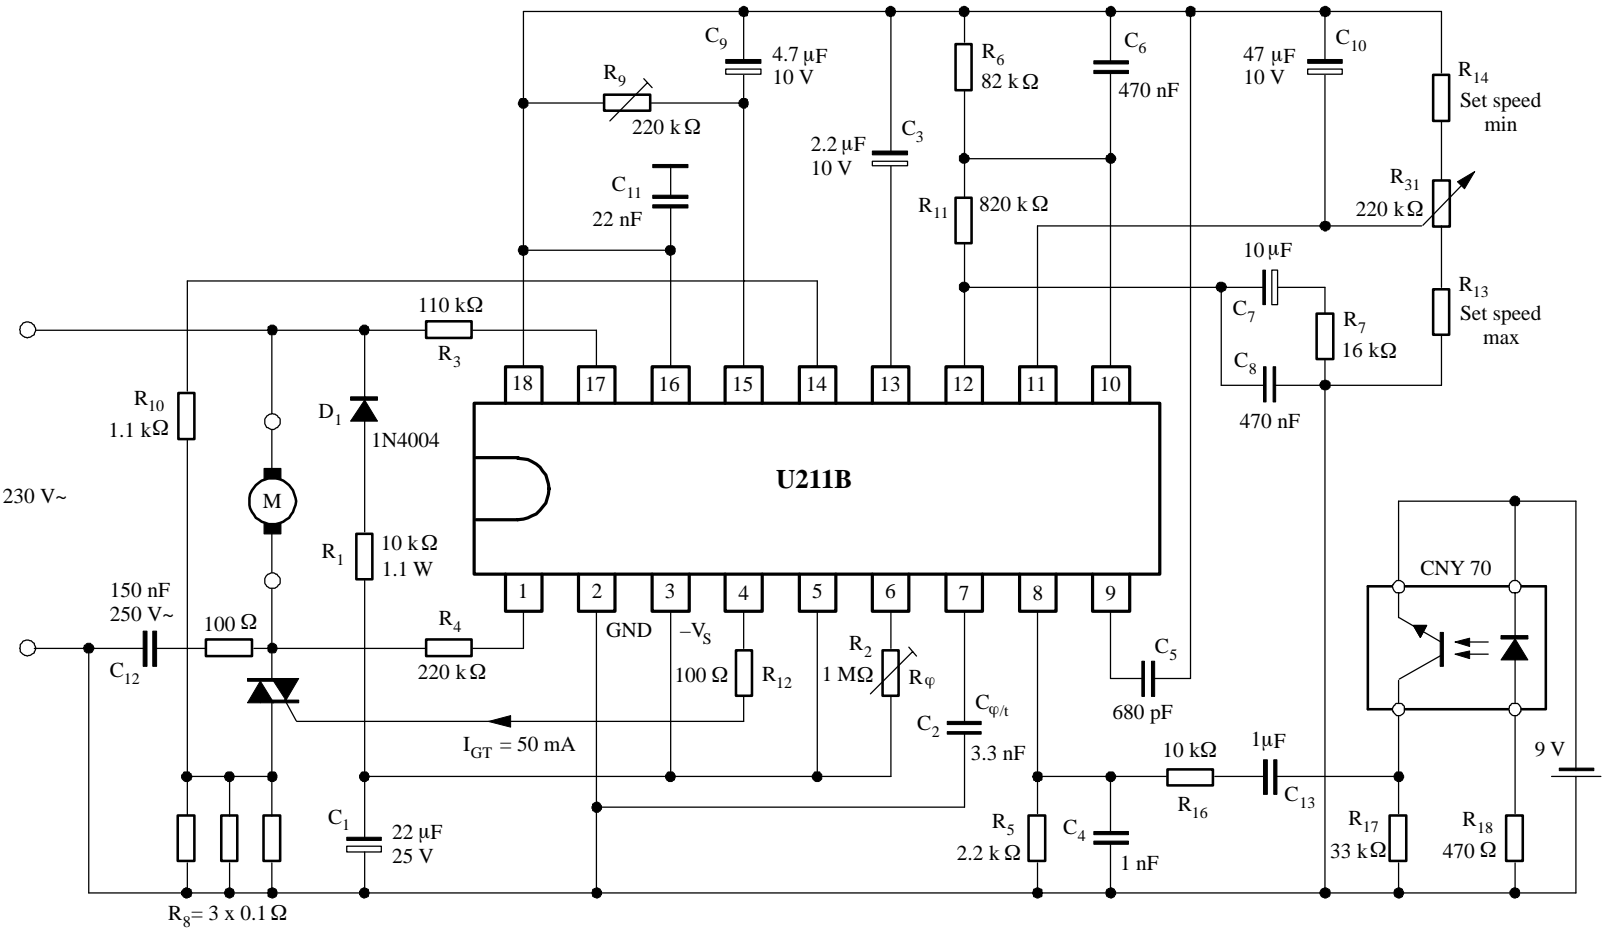 C9
4.7 µF
10 V
R9
220 kΩ
C11
22 nF
2.2 µF
10 V
C3
R6
82 kΩ
C6
470 nF
47 µF
10 V
C10
R14
Set speed
min
R31
220 kΩ
R11
820 kΩ
10 µF
C7
R7
16 kΩ
C8
470 nF
R13
Set speed
max
110 kΩ
R3
18 17 16 15 14 13 12 11 10
R10
1.1 kΩ
D1
1N4004
230 V~
M
U211B
R1
10 kΩ
1.1 W
CNY 70
150 nF
250 V~
C12
100 Ω
R4
220 kΩ
1 2 3 4 5 6 7 8 9
GND
–VS
100 Ω
R12
R2
1 MΩ
Rφ
C5
680 pF
IGT = 50 mA
Cφ/t
C2
3.3 nF
10 kΩ
R16
1µF
C13
9 V
C1
22 µF
25 V
R5
2.2 kΩ
C4
1 nF
R17
33 kΩ
R18
470 Ω
R8= 3 x 0.1 Ω